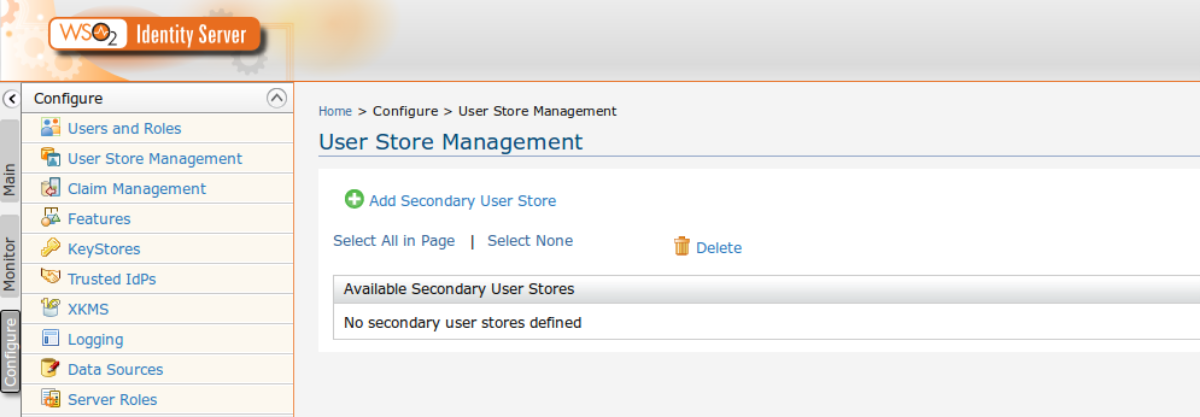 WSO2 Identity Server
Configure
Users and Roles
User Store Management
Claim Management
Features
KeyStores
Trusted IdPs
XKMS
Logging
Data Sources
Server Roles
Main
Monitor
Configure
Home > Configure > User Store Management
User Store Management
Add Secondary User Store
Select All in Page | Select None Delete
Available Secondary User Stores
No secondary user stores defined